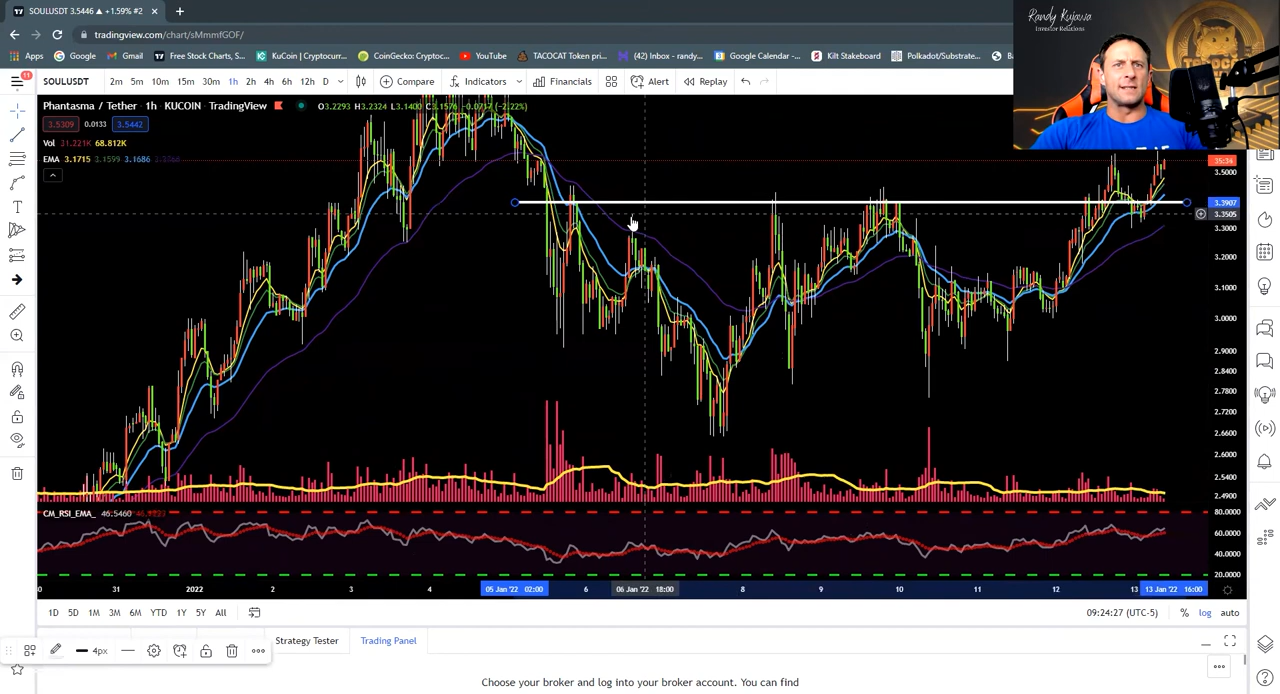 SOULUSDT 3.5446 ▲ +1.59% #2 × +
tradingview.com/chart/sMmmfGOF/
Apps Google Gmail Free Stock Charts, S... KuCoin | Cryptocurr... CoinGecko: Cryptoc... YouTube TACOCAT Token pri... (42) Inbox - randy... Google Calendar -... Kilt Stakeboard Polkadot/Substrate...
Randy Kujawa
Investor Relations
11 SOULUSDT 2m 5m 10m 15m 30m 1h 2h 4h 6h 12h D Compare Indicators Financials Alert Replay
Phantasma / Tether · 1h · KUCOIN · TradingView O3.2293 H3.2324 L3.1400 C3.1576 -0.0717 (-2.22%)
3.5309 0.0133 3.5442
Vol 31.221K 68.812K
EMA 3.1715 3.1599 3.1686
35:34
3.5000
3.3907
3.3505
3.3000
3.2000
3.1000
3.0000
2.9000
2.8400
2.7800
2.7200
2.6600
2.6000
2.5400
2.4900
CM_RSI_EMA_ 46.5460
80.0000
60.0000
40.0000
20.0000
31 2022 2 3 4 05 Jan '22 02:00 6 06 Jan '22 18:00 8 9 10 11 12 13 13 Jan '22 16:00
1D 5D 1M 3M 6M YTD 1Y 5Y All 09:24:27 (UTC-5) % log auto
Strategy Tester Trading Panel
4px
Choose your broker and log into your broker account. You can find